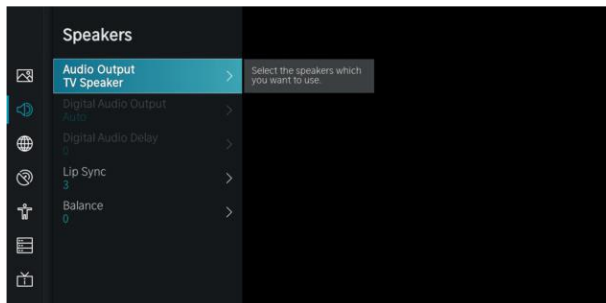 Speakers
Audio Output
TV Speaker
Select the speakers which
you want to use.
Digital Audio Output
Auto
Digital Audio Delay
0
Lip Sync
3
Balance
0